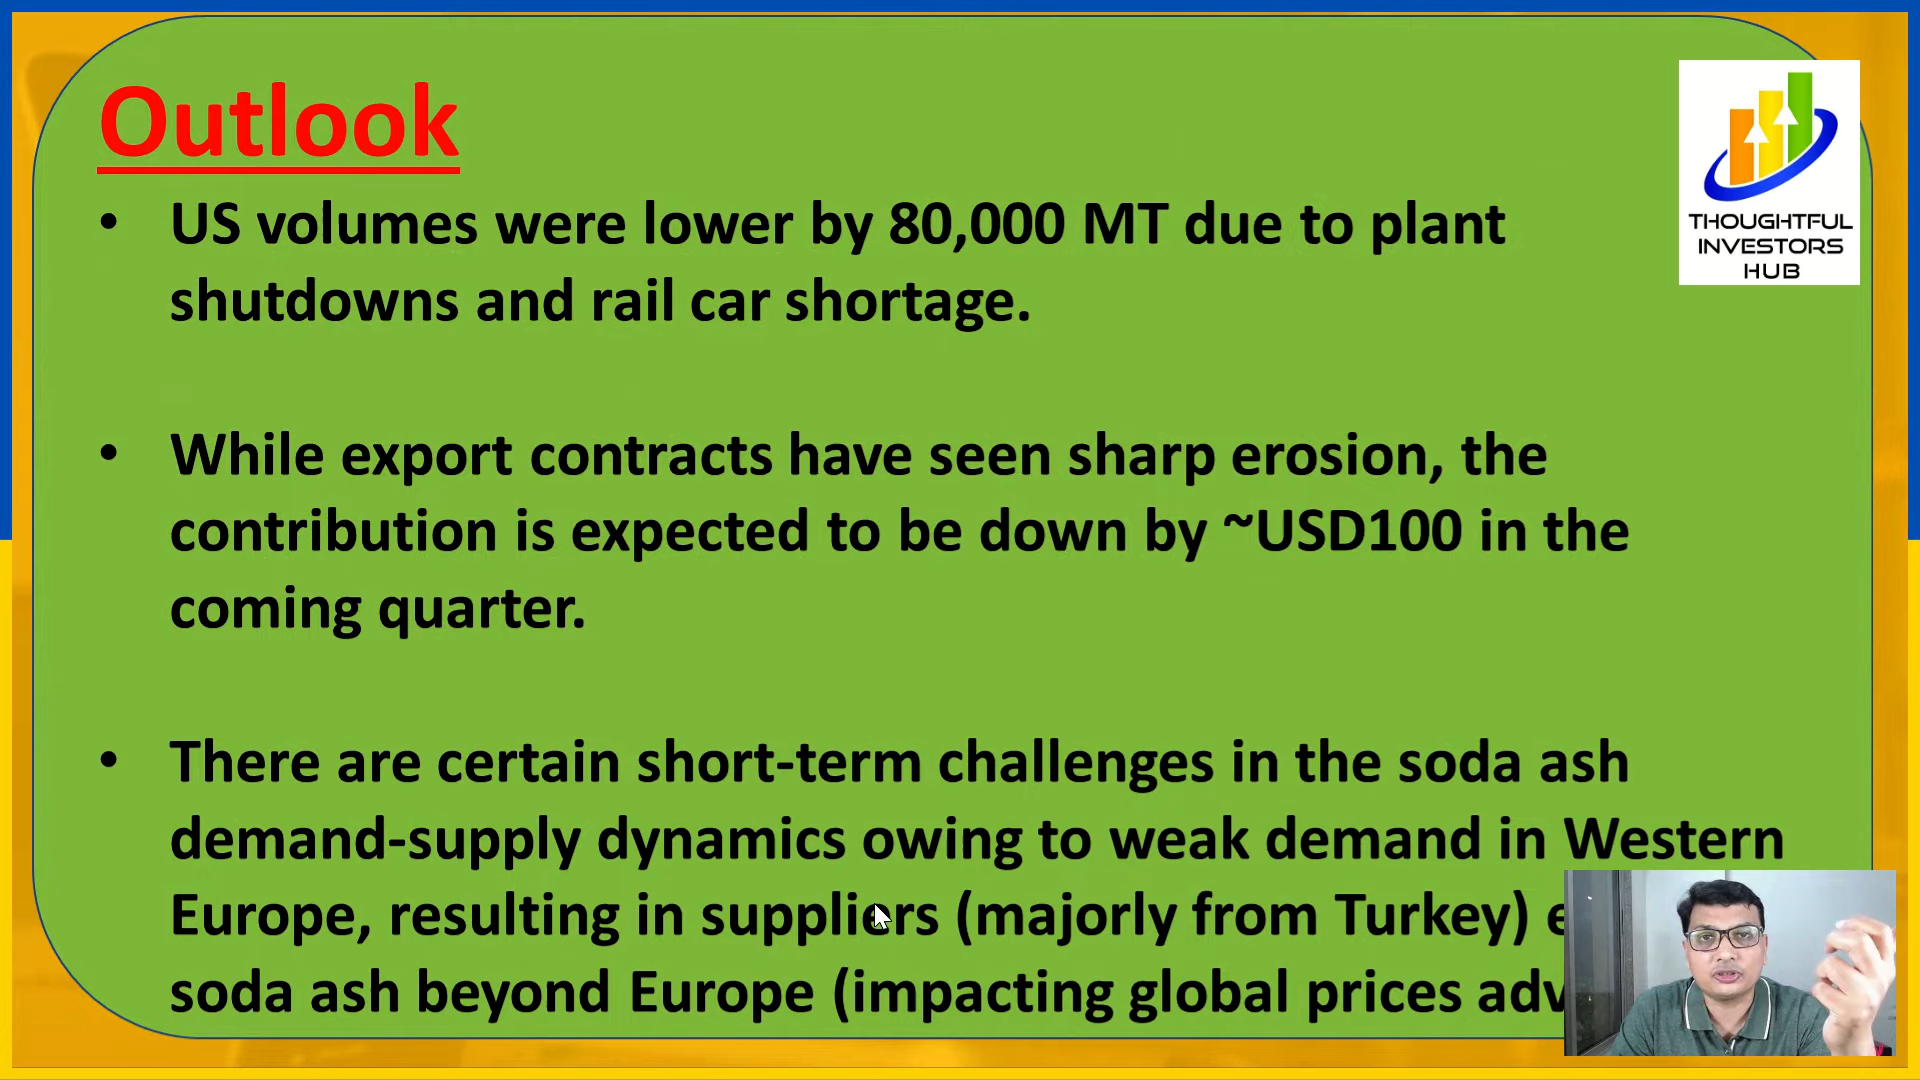 Outlook
THOUGHTFUL
INVESTORS
HUB
• US volumes were lower by 80,000 MT due to plant
shutdowns and rail car shortage.
• While export contracts have seen sharp erosion, the
contribution is expected to be down by ~USD100 in the
coming quarter.
• There are certain short-term challenges in the soda ash
demand-supply dynamics owing to weak demand in Western
Europe, resulting in suppliers (majorly from Turkey)
soda ash beyond Europe (impacting global prices